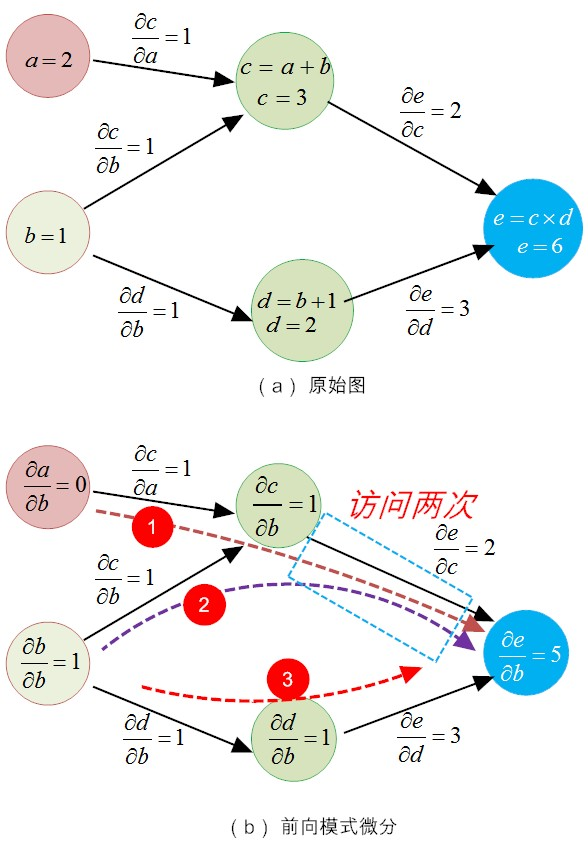 a = 2
∂c/∂a = 1
c = a + b
c = 3
∂e/∂c = 2
∂c/∂b = 1
b = 1
e = c × d
e = 6
∂d/∂b = 1
d = b + 1
d = 2
∂e/∂d = 3
（a）原始图
∂a/∂b = 0
∂c/∂a = 1
∂c/∂b = 1
访问两次
1
∂e/∂c = 2
∂c/∂b = 1
2
∂b/∂b = 1
∂e/∂b = 5
3
∂d/∂b = 1
∂d/∂b = 1
∂e/∂d = 3
（b）前向模式微分